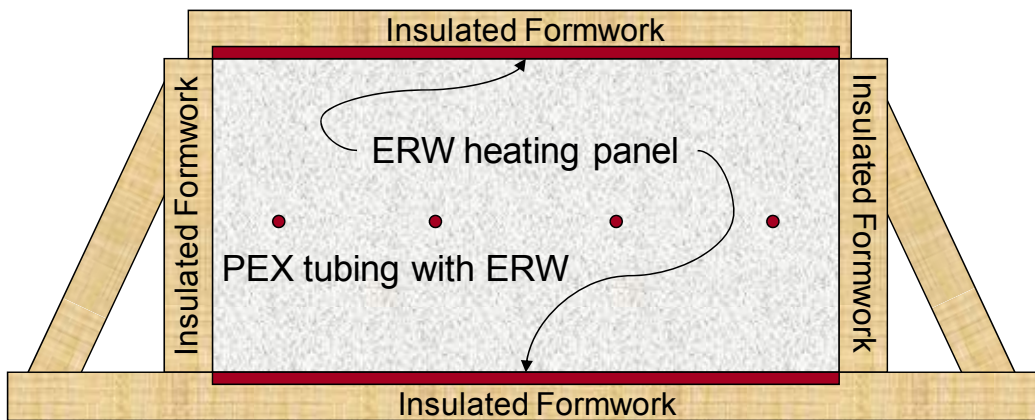 Insulated Formwork
Insulated Formwork
ERW heating panel
Insulated Formwork
PEX tubing with ERW
Insulated Formwork